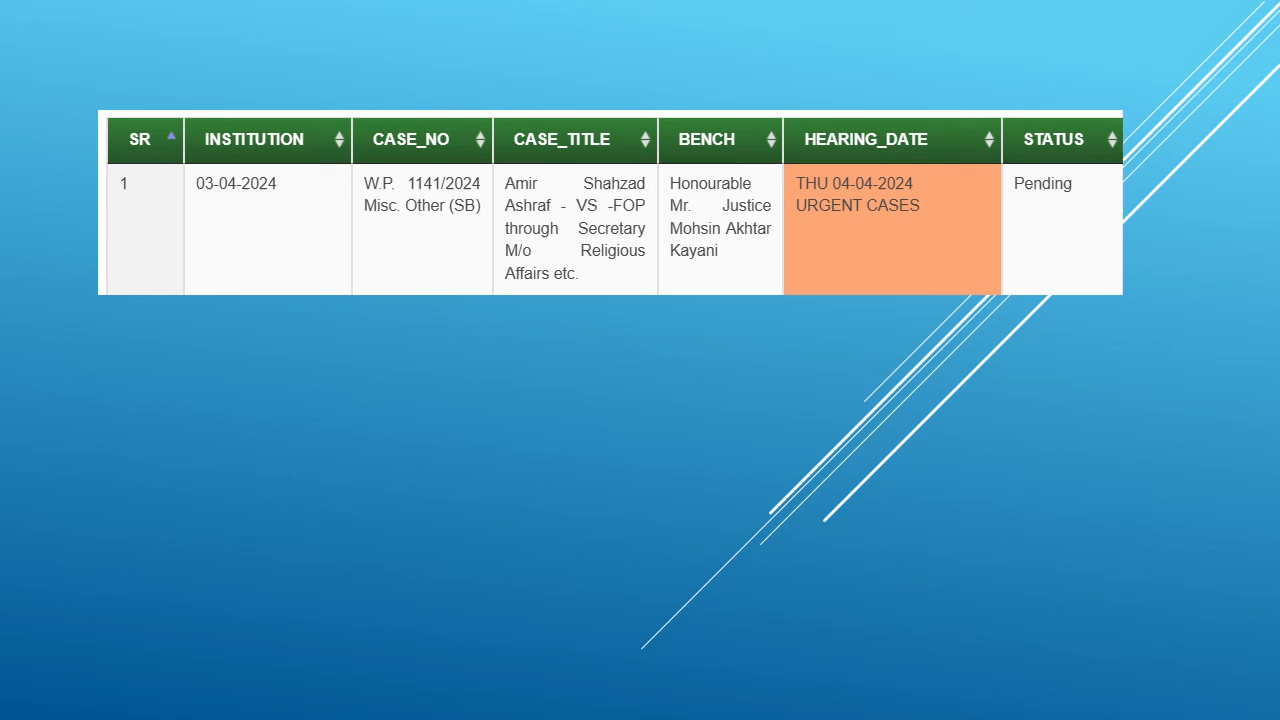 SR INSTITUTION CASE_NO CASE_TITLE BENCH HEARING_DATE STATUS
1 03-04-2024 W.P. 1141/2024 Amir Shahzad Honourable THU 04-04-2024 Pending
Misc. Other (SB) Ashraf - VS -FOP Mr. Justice URGENT CASES
through Secretary Mohsin Akhtar
M/o Religious Kayani
Affairs etc.